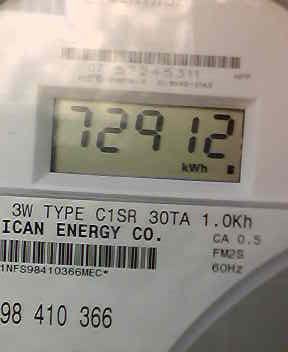 72912
kWh
3W TYPE C1SR 30TA 1.0Kh
ICAN ENERGY CO.
CA 0.5
FM2S
60Hz
1NFS98410366MEC*
98 410 366